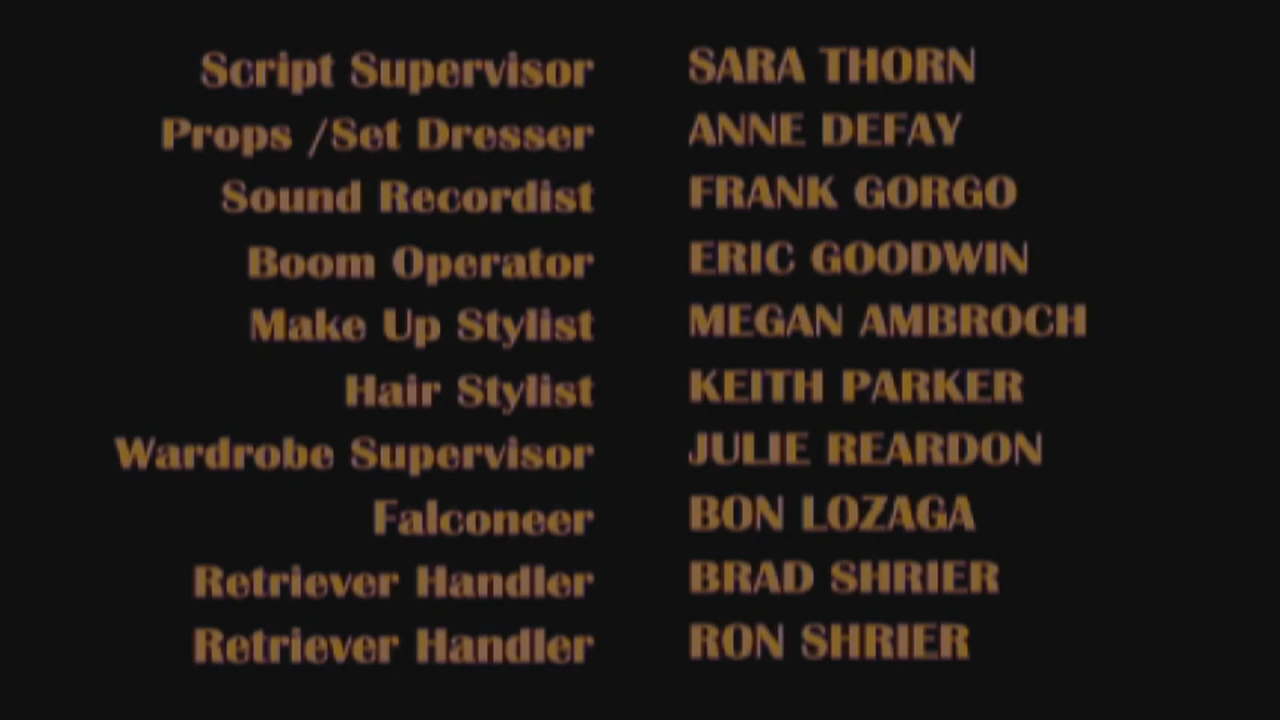 Script Supervisor SARA THORN
Props /Set Dresser ANNE DEFAY
Sound Recordist FRANK GORGO
Boom Operator ERIC GOODWIN
Make Up Stylist MEGAN AMBROCH
Hair Stylist KEITH PARKER
Wardrobe Supervisor JULIE REARDON
Falconeer BON LOZAGA
Retriever Handler BRAD SHRIER
Retriever Handler RON SHRIER